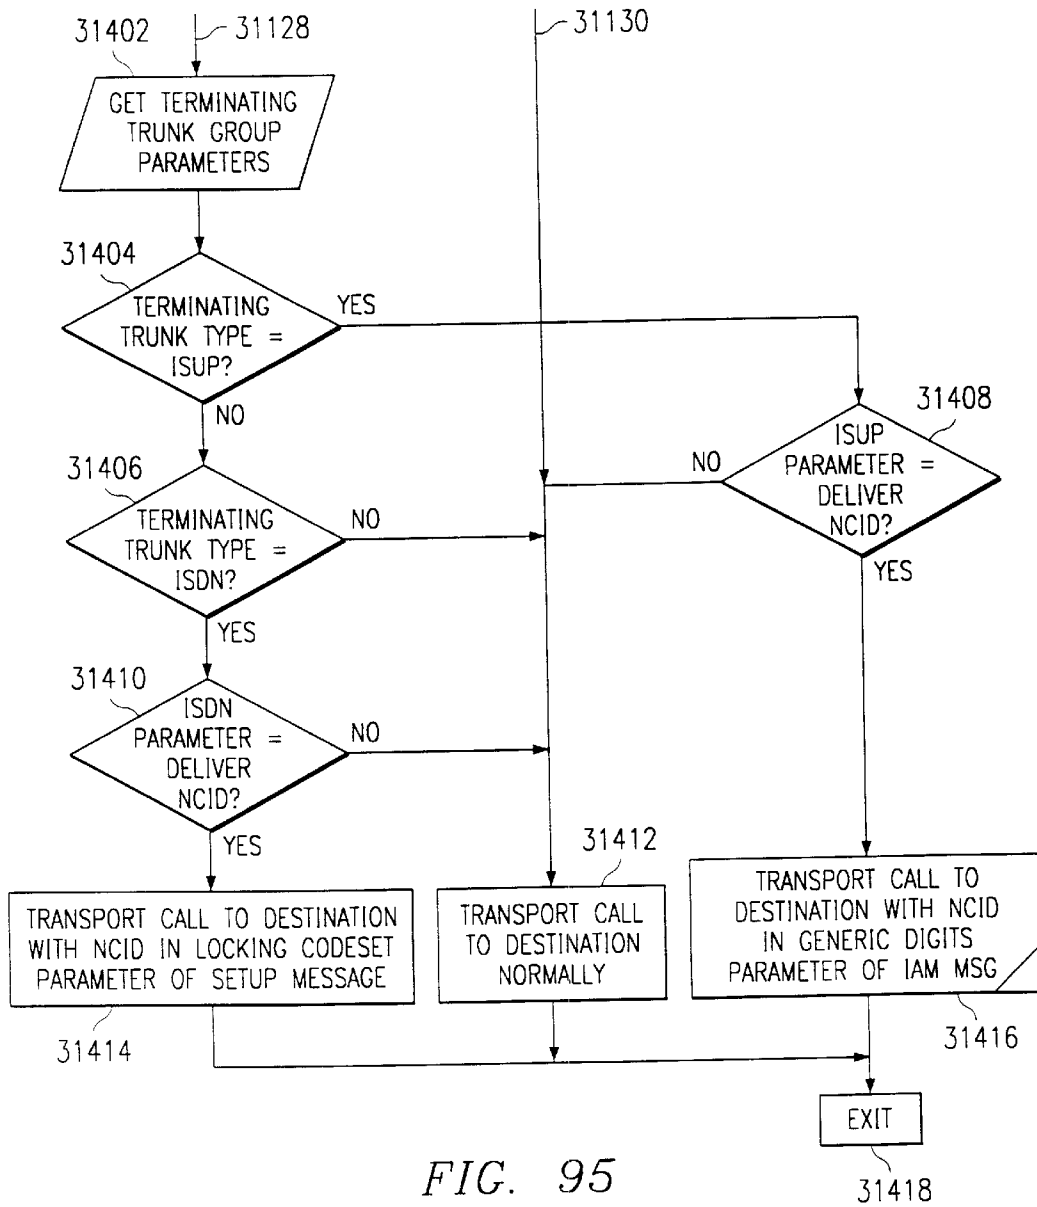 31402
31128
31130
GET TERMINATING
TRUNK GROUP
PARAMETERS
31404
TERMINATING
TRUNK TYPE =
ISUP?
YES
NO
31408
ISUP
PARAMETER =
DELIVER
NCID?
NO
YES
31406
TERMINATING
TRUNK TYPE =
ISDN?
NO
YES
31410
ISDN
PARAMETER =
DELIVER
NCID?
NO
YES
31412
TRANSPORT CALL TO DESTINATION
WITH NCID IN LOCKING CODESET
PARAMETER OF SETUP MESSAGE
31414
TRANSPORT CALL
TO DESTINATION
NORMALLY
TRANSPORT CALL TO
DESTINATION WITH NCID
IN GENERIC DIGITS
PARAMETER OF IAM MSG
31416
EXIT
31418
FIG. 95